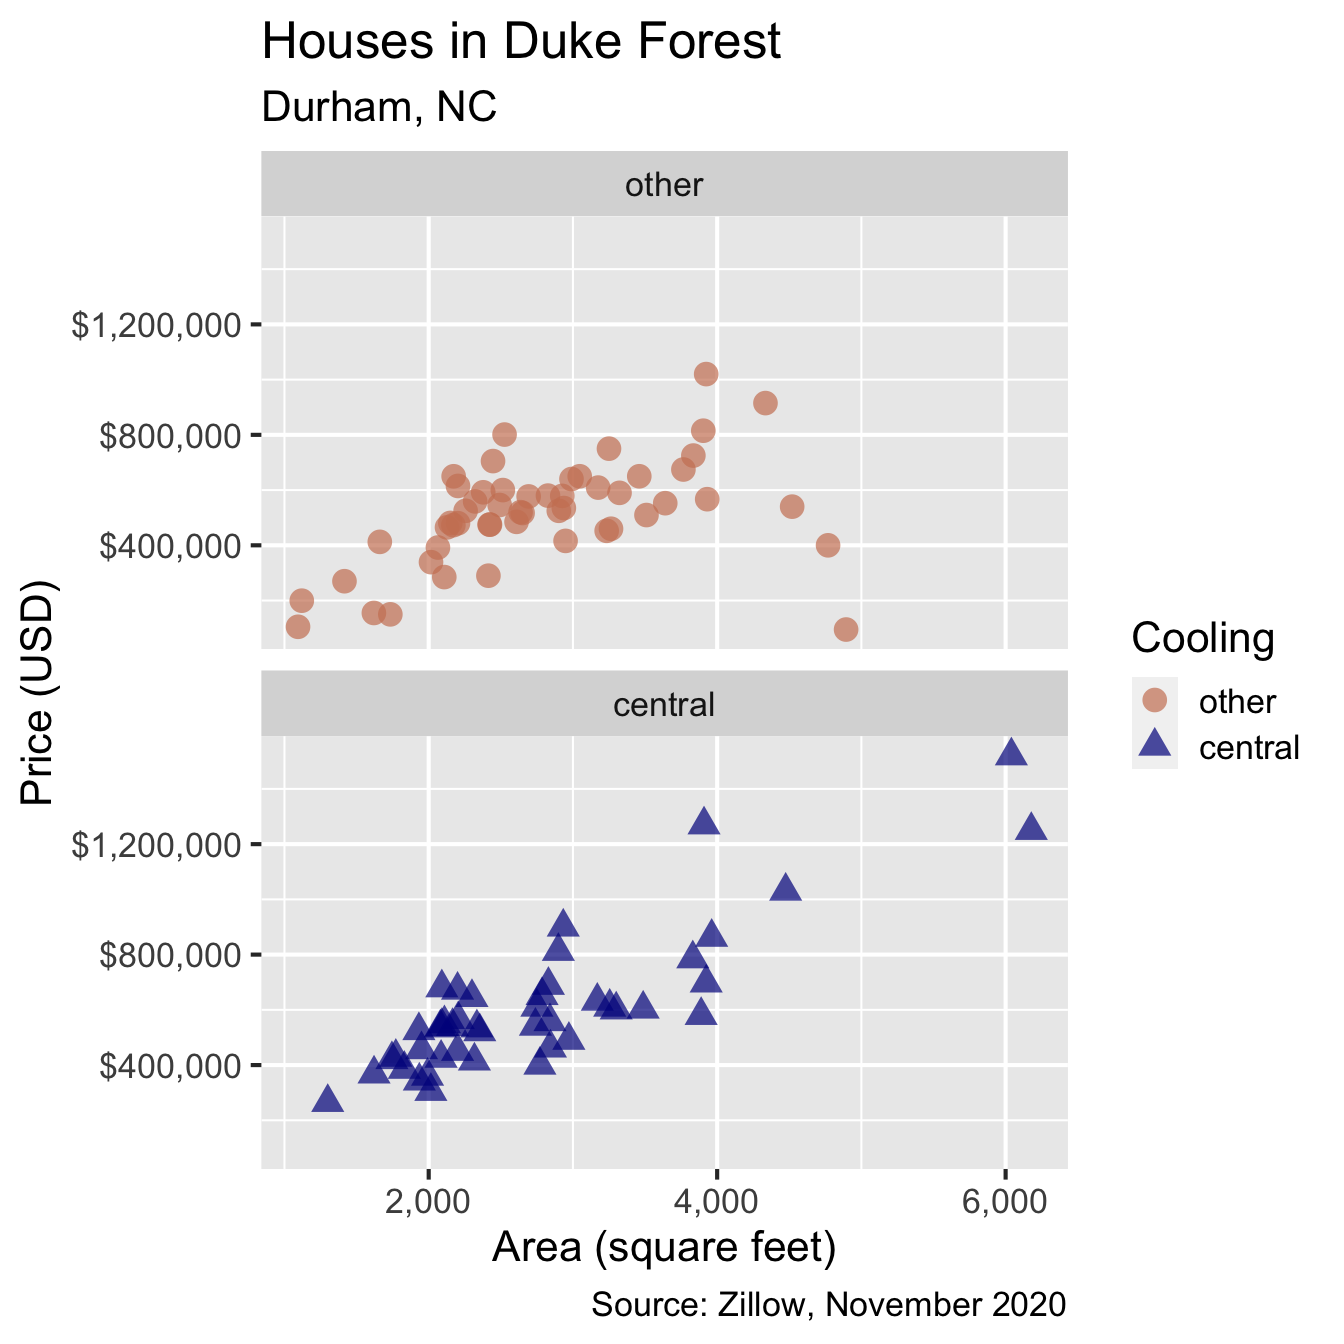 Houses in Duke Forest
Durham, NC
other
$1,200,000
$800,000
$400,000
central
$1,200,000
$800,000
$400,000
2,000 4,000 6,000
Area (square feet)
Price (USD)
Cooling
other
central
Source: Zillow, November 2020